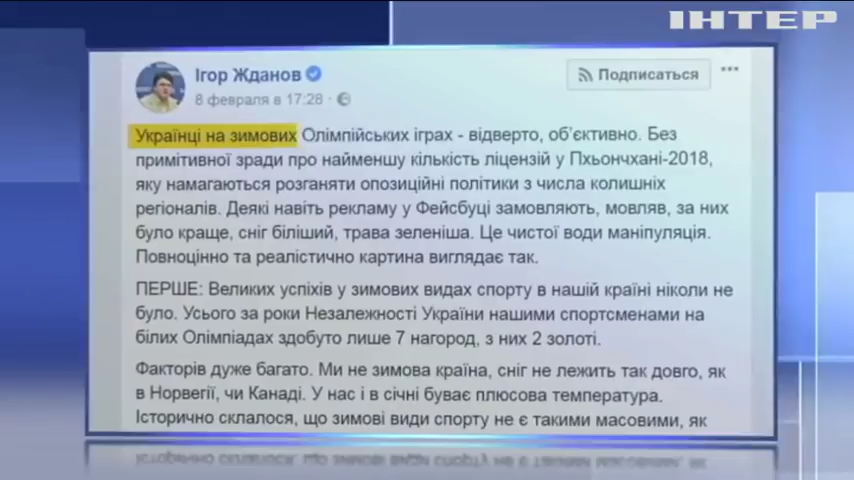 ІНТЕР
Ігор Жданов
Подписаться
8 февраля в 17:28
Українці на зимових Олімпійських іграх - відверто, об'єктивно. Без
примітивної зради про найменшу кількість ліцензій у Пхьончхані-2018,
яку намагаються розганяти опозиційні політики з числа колишніх
регіоналів. Деякі навіть рекламу у Фейсбуці замовляють, мовляв, за них
було краще, сніг біліший, трава зеленіша. Це чистої води маніпуляція.
Повноцінно та реалістично картина виглядає так.
ПЕРШЕ: Великих успіхів у зимових видах спорту в нашій країні ніколи не
було. Усього за роки Незалежності України нашими спортсменами на
білих Олімпіадах здобуто лише 7 нагород, з них 2 золоті.
Факторів дуже багато. Ми не зимова країна, сніг не лежить так довго, як
в Норвегії, чи Канаді. У нас і в січні буває плюсова температура.
Історично склалося, що зимові види спорту не є такими масовими, як